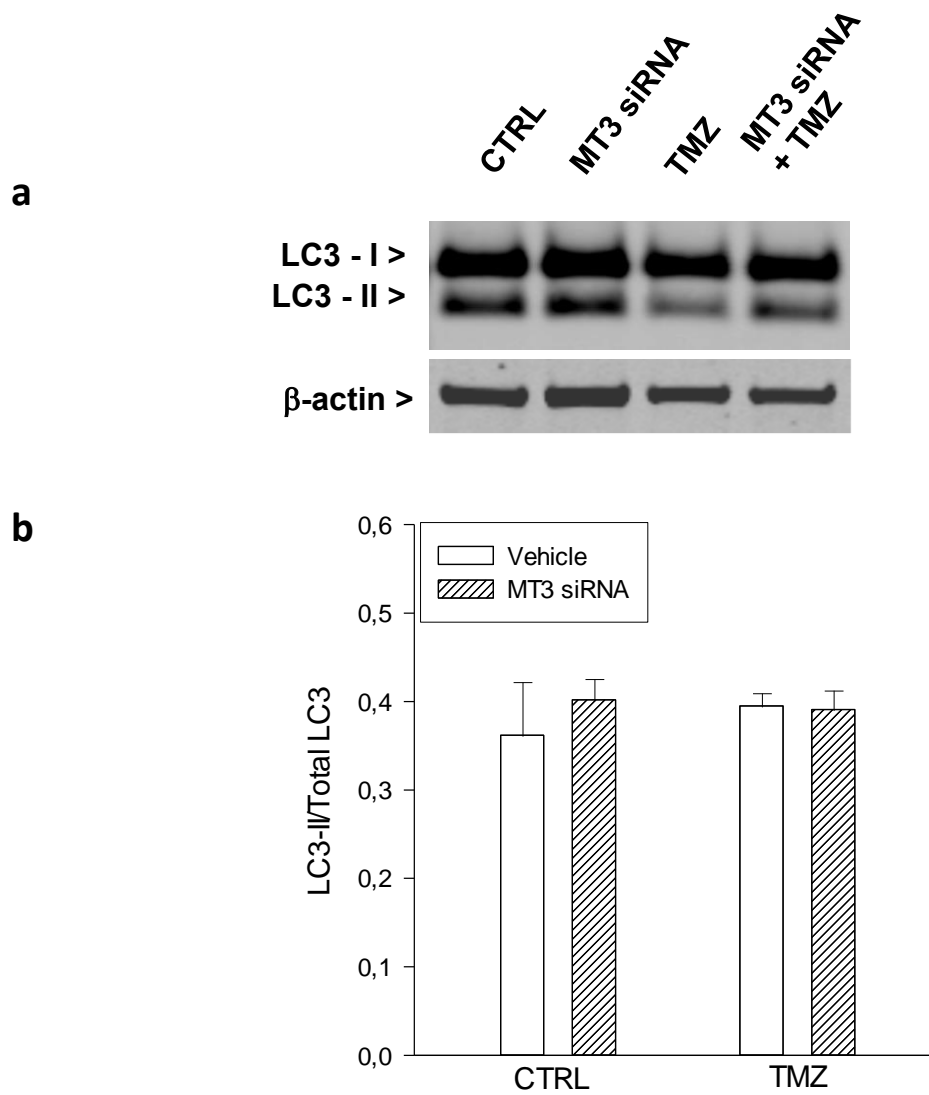 CTRL
MT3 siRNA
TMZ
MT3 siRNA
+ TMZ
a
LC3 - I >
LC3 - II >
β-actin >
b
0,6
Vehicle
MT3 siRNA
0,5
0,4
0,3
0,2
0,1
0,0
LC3-II/Total LC3
CTRL
TMZ